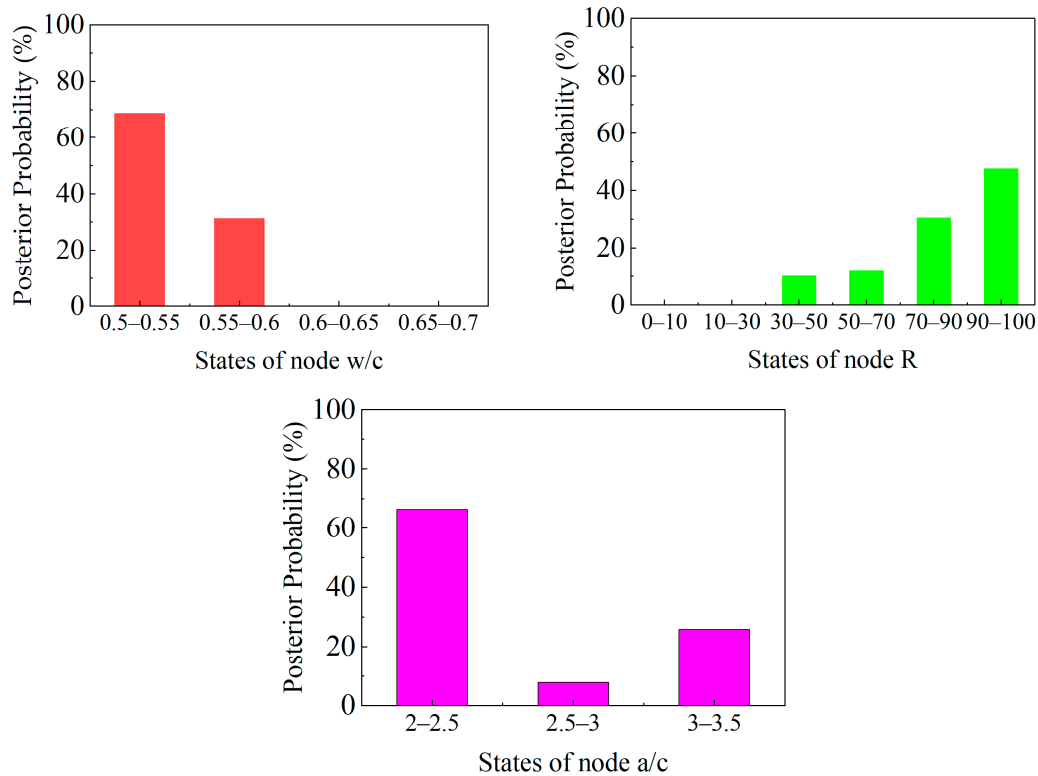 Posterior Probability (%)
100
80
60
40
20
0
0.5–0.55 0.55–0.6 0.6–0.65 0.65–0.7
States of node w/c
Posterior Probability (%)
100
80
60
40
20
0
0–10 10–30 30–50 50–70 70–90 90–100
States of node R
Posterior Probability (%)
100
80
60
40
20
0
2–2.5 2.5–3 3–3.5
States of node a/c